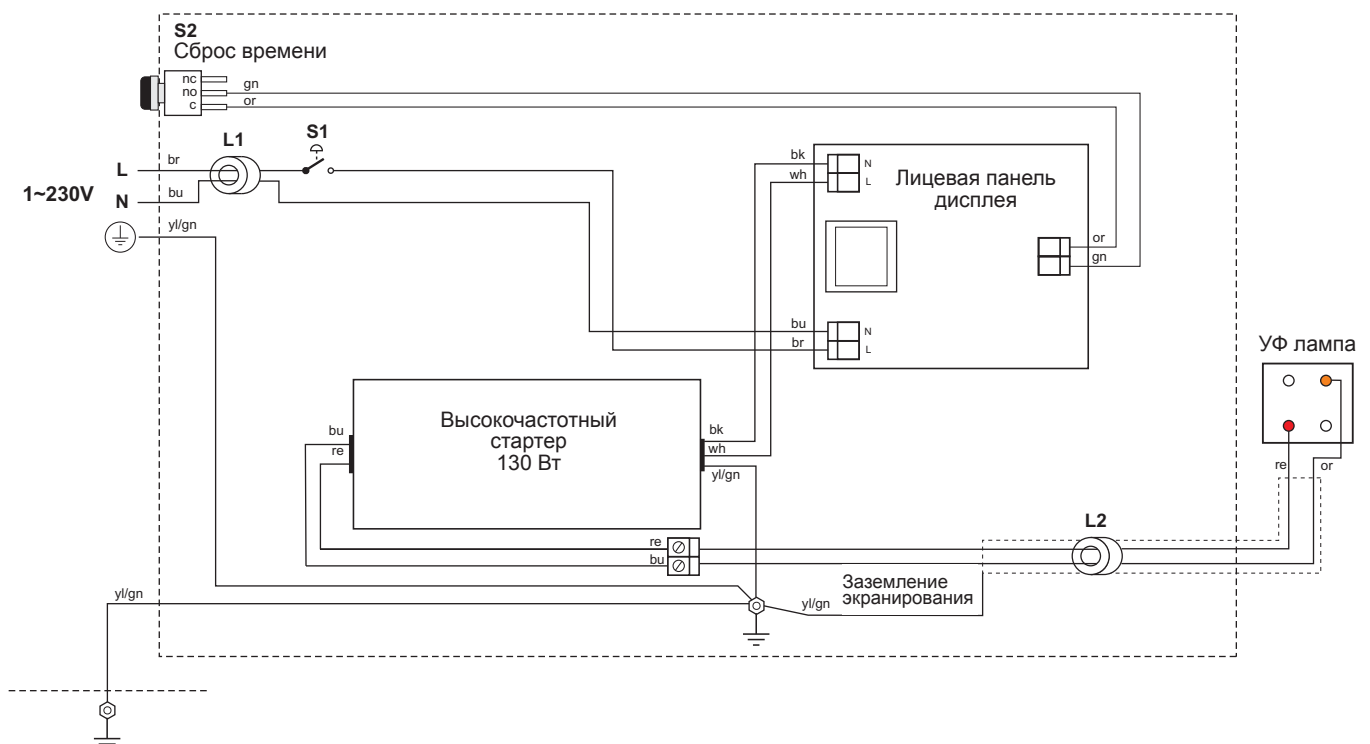 S2
Сброс времени
nc
no
c
gn
or
L1
S1
L
br
1~230V
N
bu
yl/gn
bk
N
wh
L
Лицевая панель
дисплея
or
gn
bu
N
br
L
УФ лампа
Высокочастотный
стартер
130 Вт
bu
re
bk
wh
yl/gn
re
or
L2
re
bu
Заземление
экранирования
yl/gn
yl/gn